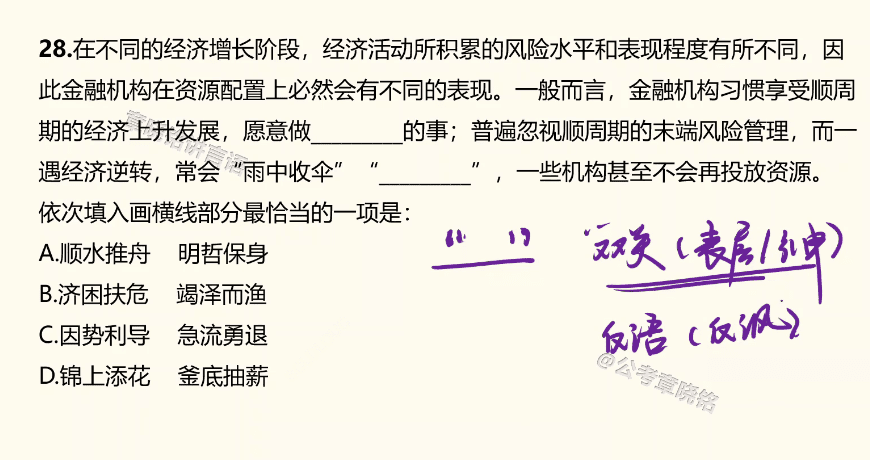 28.在不同的经济增长阶段，经济活动所积累的风险水平和表现程度有所不同，因
此金融机构在资源配置上必然会有不同的表现。一般而言，金融机构习惯享受顺周
期的经济上升发展，愿意做_________的事；普遍忽视顺周期的末端风险管理，而一
遇经济逆转，常会“雨中收伞”“_________”，一些机构甚至不会再投放资源。
依次填入画横线部分最恰当的一项是：
“ ” 双关（表层/引申）
A.顺水推舟 明哲保身
B.济困扶危 竭泽而渔
C.因势利导 急流勇退
反语（反讽）
D.锦上添花 釜底抽薪
@公考章晓铭